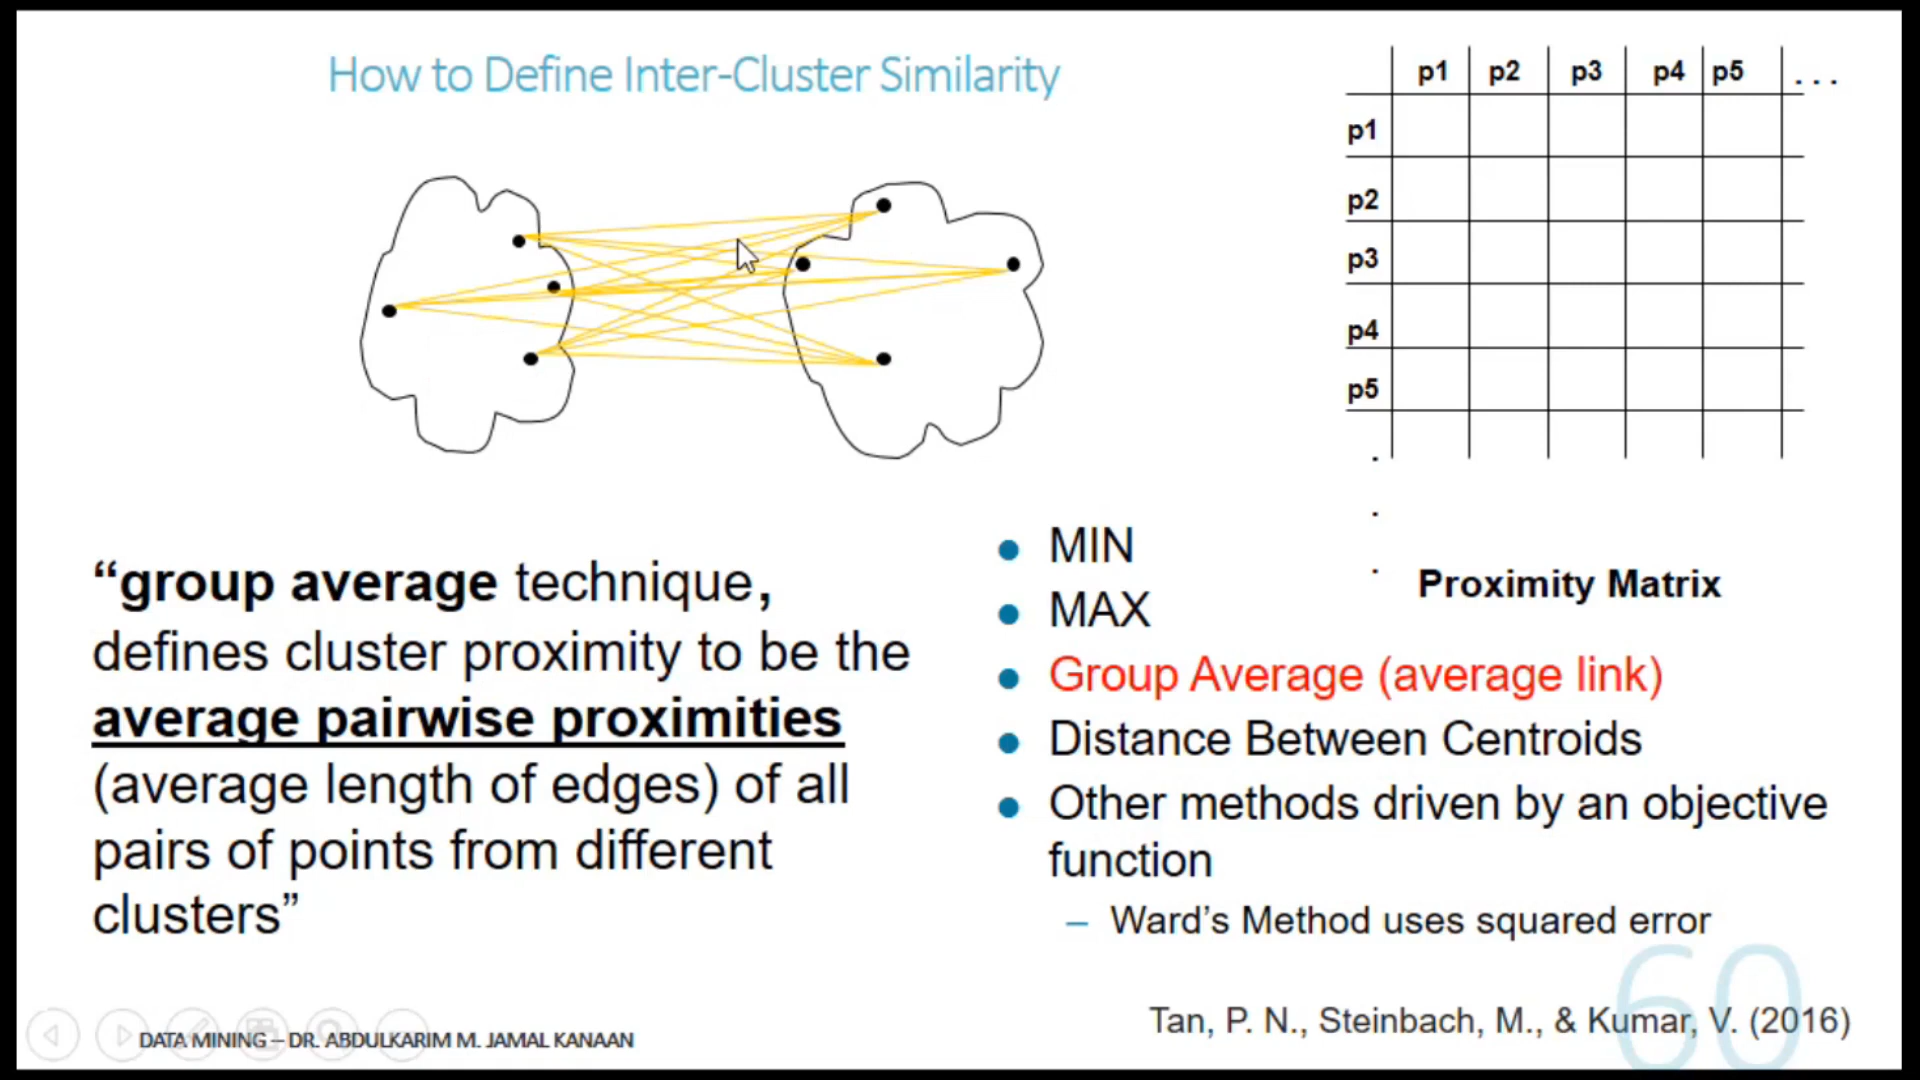 How to Define Inter-Cluster Similarity
p1 p2 p3 p4 p5 . . .
p1
p2
p3
p4
p5
.
.
.
Proximity Matrix
“group average technique,
defines cluster proximity to be the
average pairwise proximities
(average length of edges) of all
pairs of points from different
clusters”
● MIN
● MAX
● Group Average (average link)
● Distance Between Centroids
● Other methods driven by an objective
function
– Ward’s Method uses squared error
60
Tan, P. N., Steinbach, M., & Kumar, V. (2016)
DATA MINING – DR. ABDULKARIM M. JAMAL KANAAN